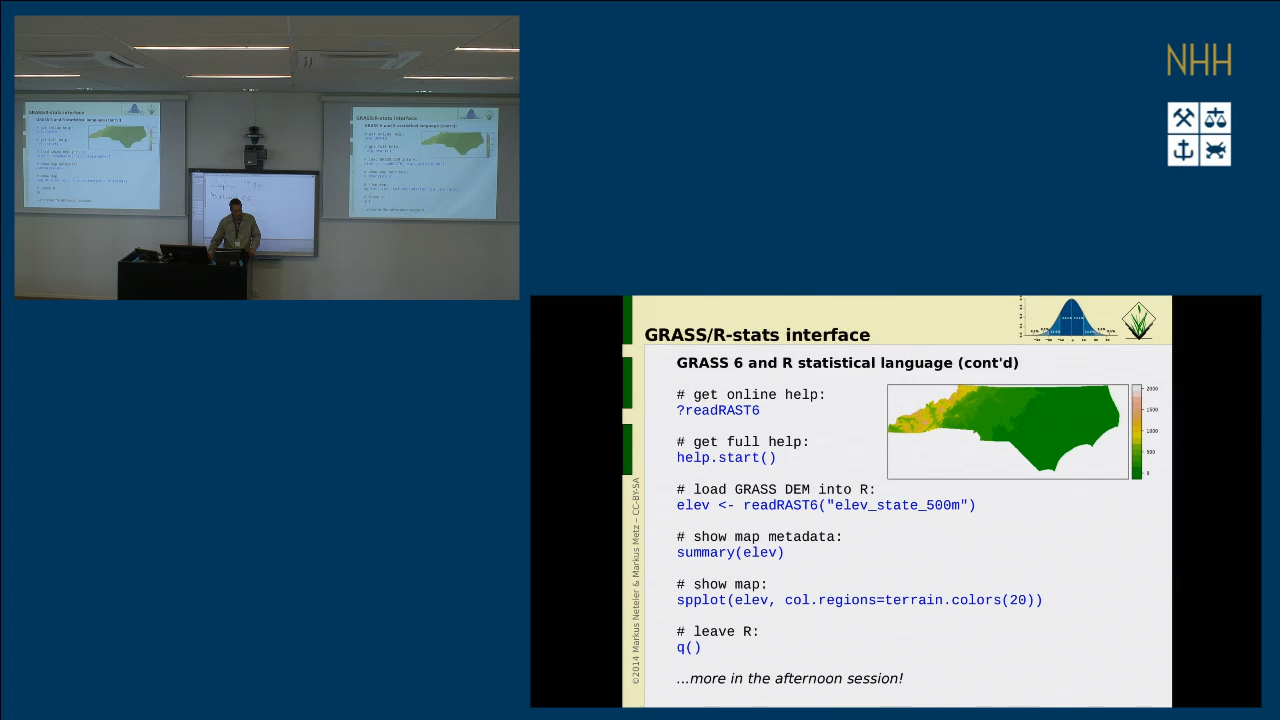 NHH
GRASS/R-stats interface
GRASS 6 and R statistical language (cont'd)
# get online help:
?readRAST6
# get full help:
help.start()
# load GRASS DEM into R:
elev <- readRAST6("elev_state_500m")
# show map metadata:
summary(elev)
# show map:
spplot(elev, col.regions=terrain.colors(20))
# leave R:
q()
...more in the afternoon session!
2000
1500
1000
500
0
©2014 Markus Neteler & Markus Metz – CC-BY-SA